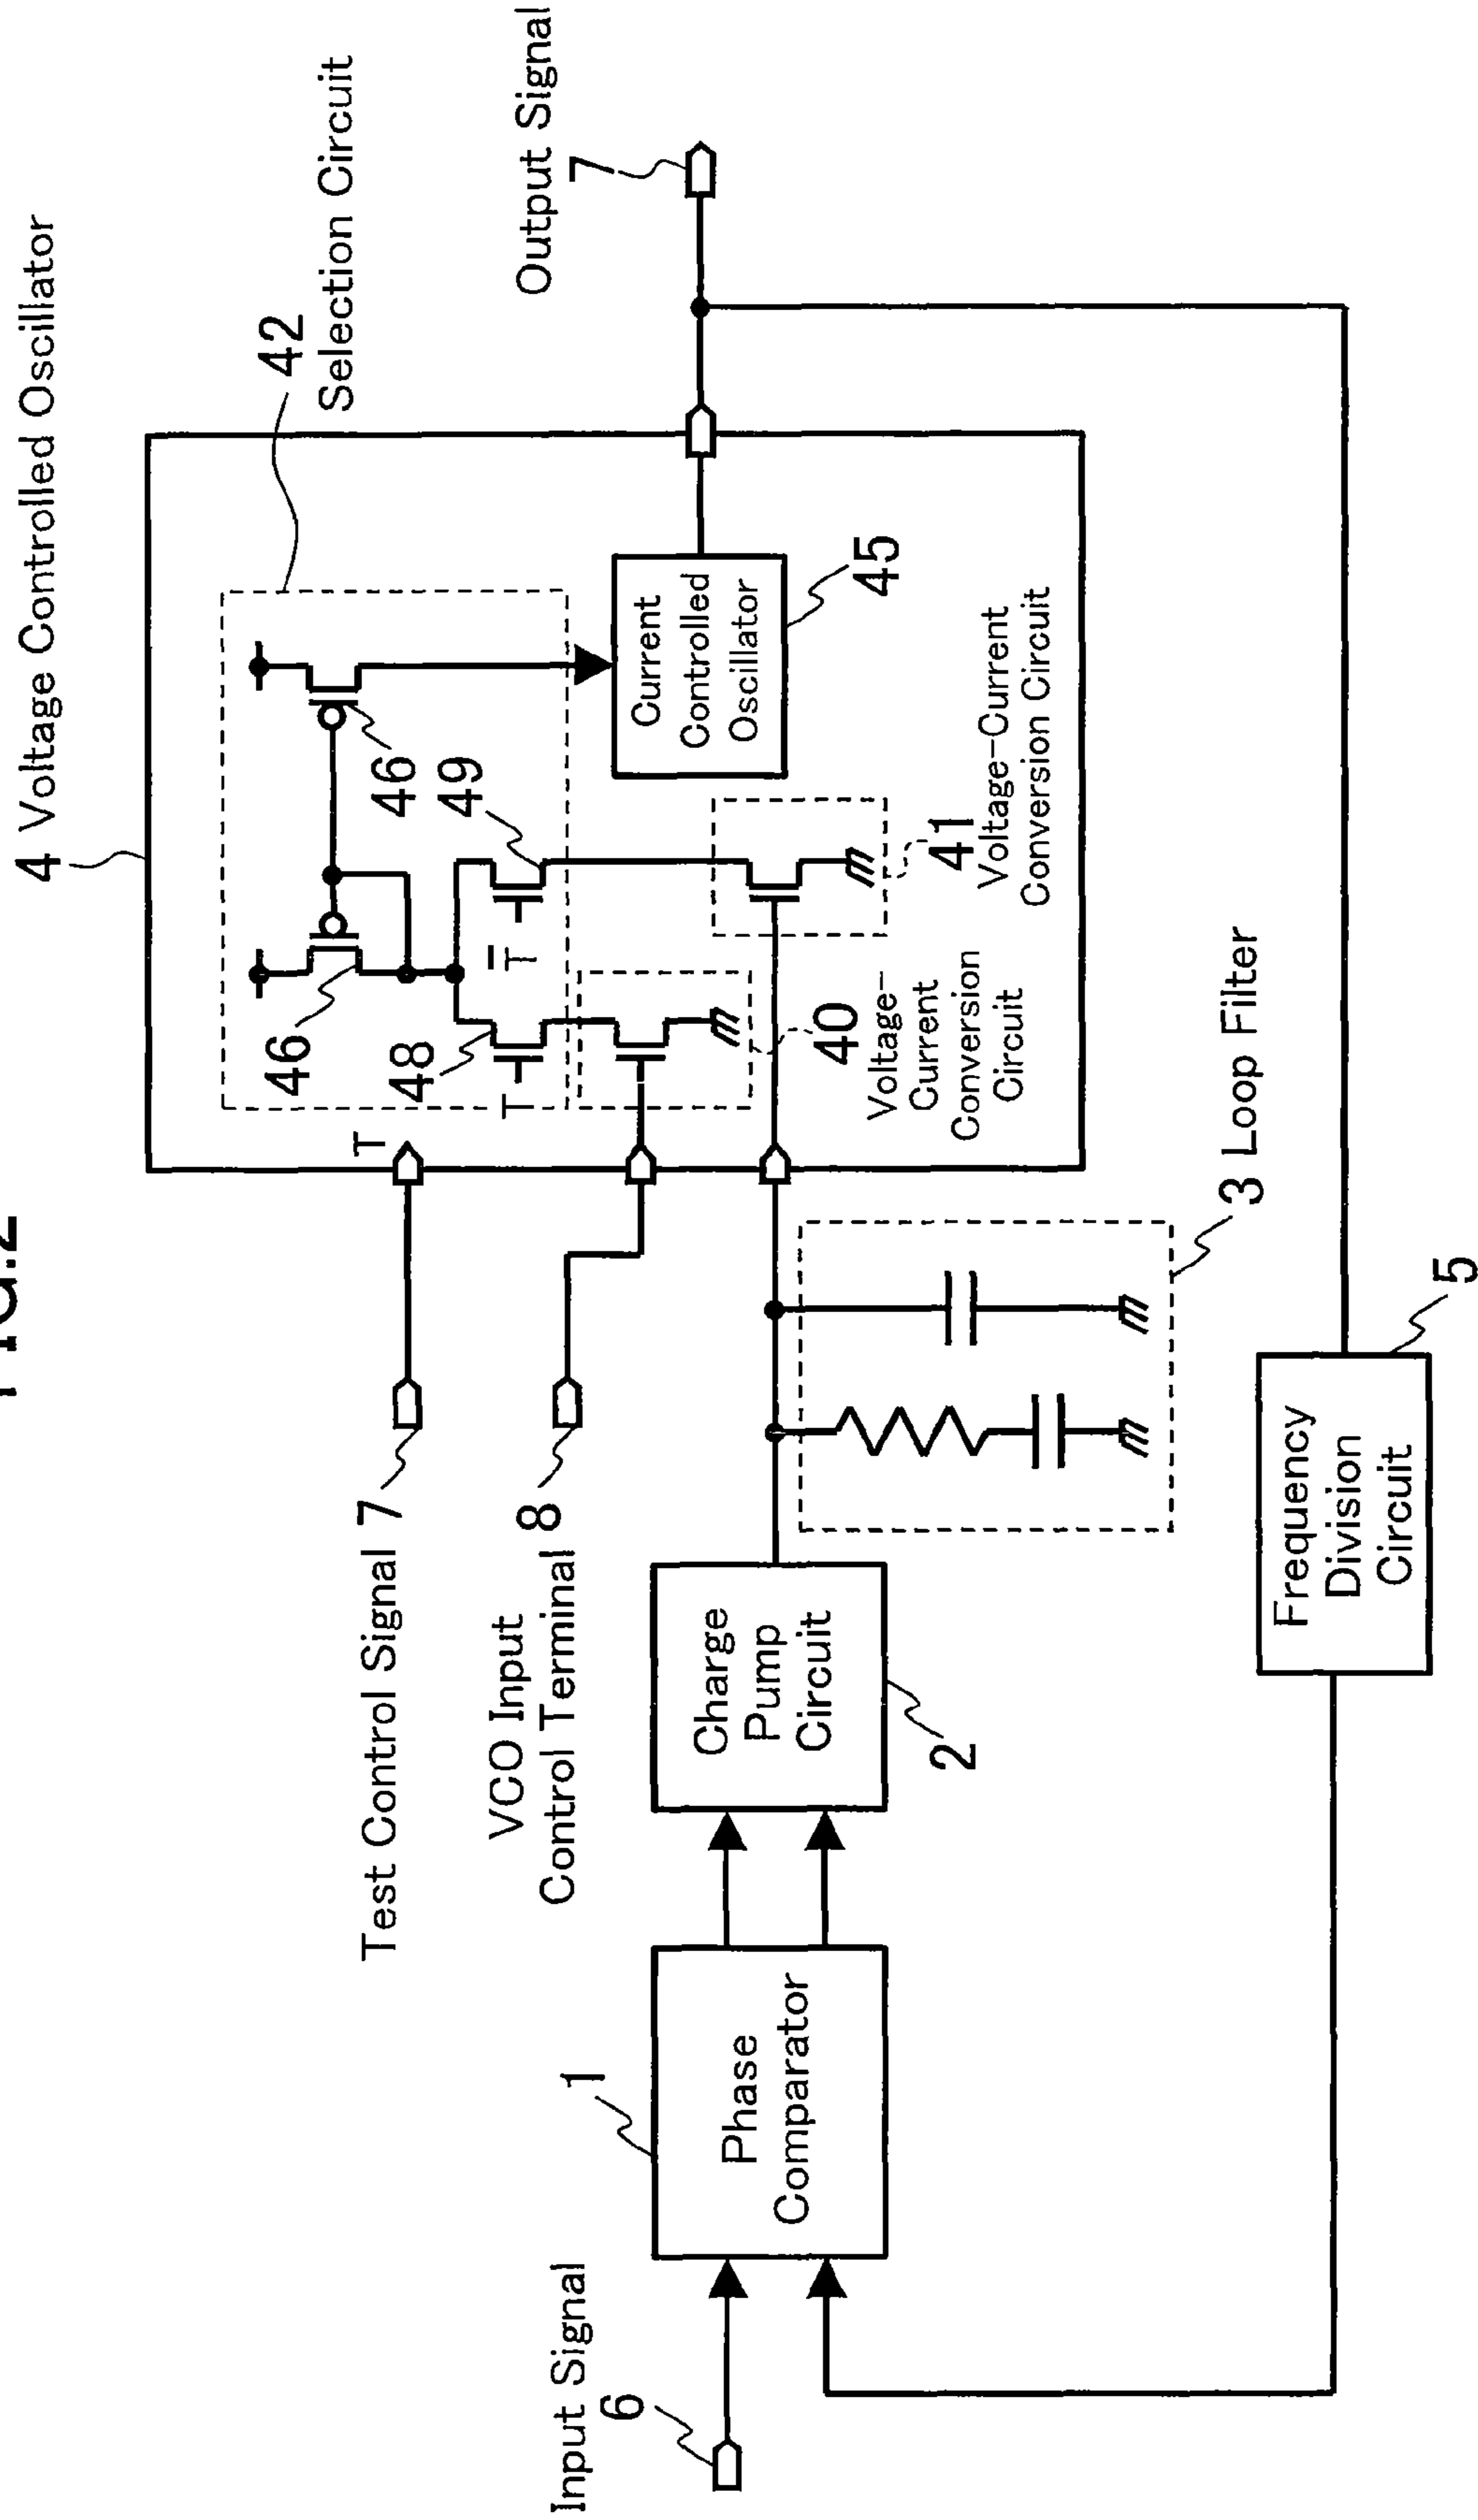 FIG.2
4 Voltage Controlled Oscillator
42
Selection Circuit
Output Signal
7
46
46
49
48
T
T̅
T
Current
Controlled
Oscillator
45
41
Voltage-Current
Conversion Circuit
40
Voltage-
Current
Conversion
Circuit
Test Control Signal 7
VCO Input
Control Terminal 8
Input Signal
6
1
Phase
Comparator
Charge
Pump
Circuit
2
3 Loop Filter
Frequency
Division
Circuit
5